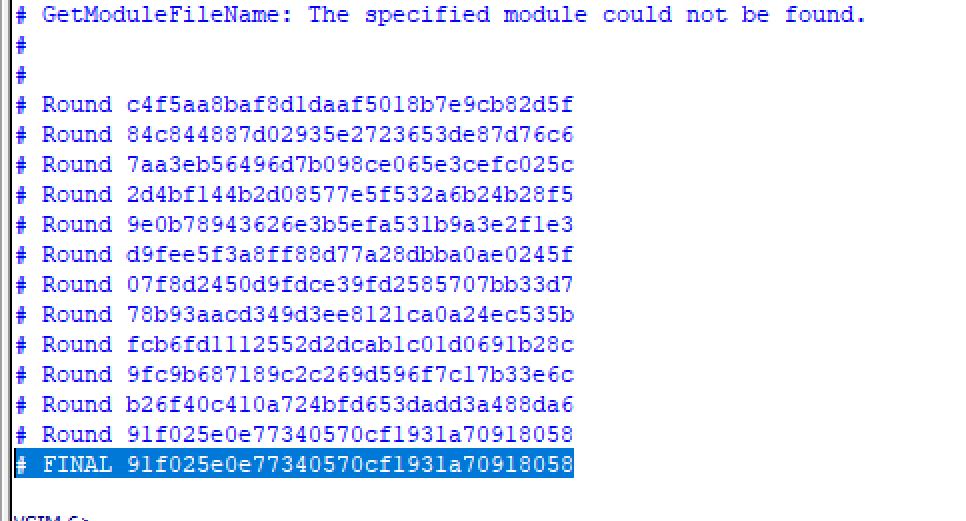 # GetModuleFileName: The specified module could not be found.
#
#
# Round c4f5aa8baf8d1daaf5018b7e9cb82d5f
# Round 84c844887d02935e2723653de87d76c6
# Round 7aa3eb56496d7b098ce065e3cefc025c
# Round 2d4bf144b2d08577e5f532a6b24b28f5
# Round 9e0b78943626e3b5efa531b9a3e2f1e3
# Round d9fee5f3a8ff88d77a28dbba0ae0245f
# Round 07f8d2450d9fdce39fd2585707bb33d7
# Round 78b93aacd349d3ee8121ca0a24ec535b
# Round fcb6fd1112552d2dcab1c01d0691b28c
# Round 9fc9b687189c2c269d596f7c17b33e6c
# Round b26f40c410a724bfd653dadd3a488da6
# Round 91f025e0e77340570cf1931a70918058
# FINAL 91f025e0e77340570cf1931a70918058